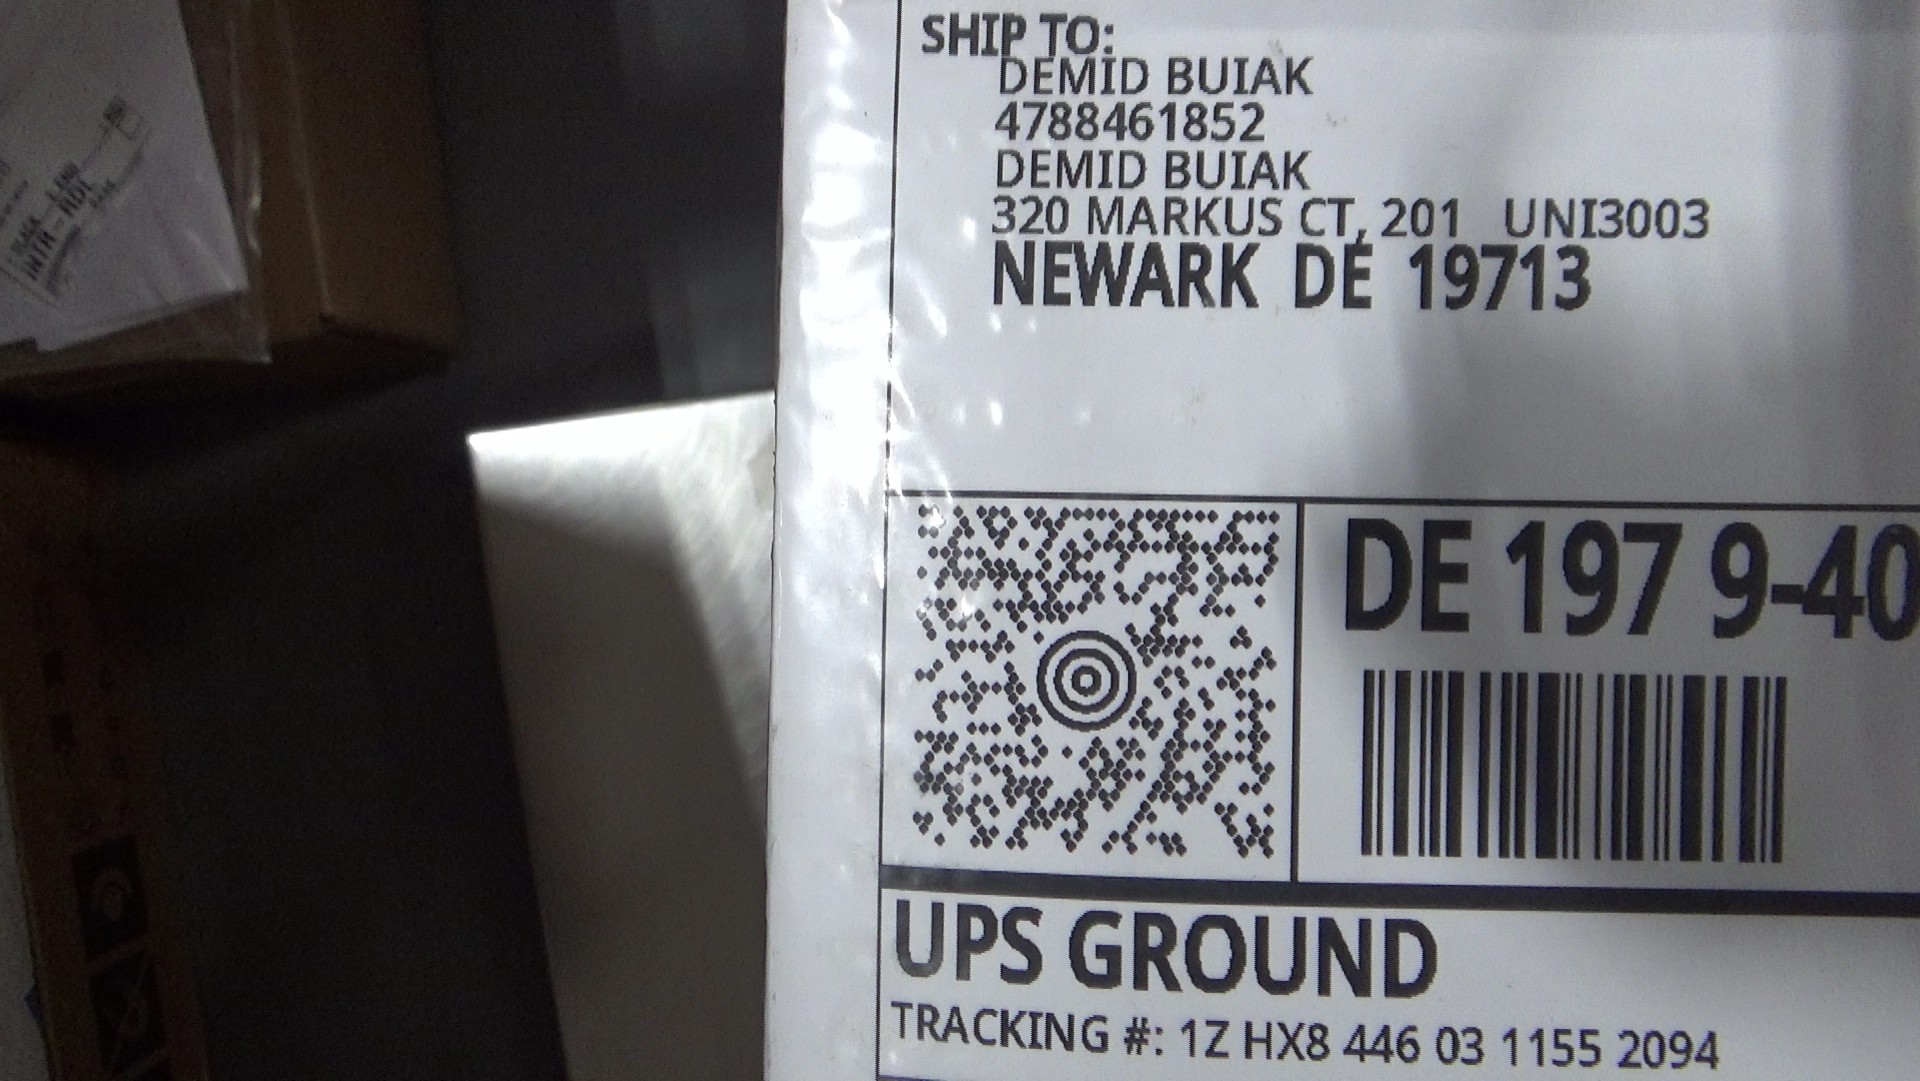 SHIP TO:
DEMID BUIAK
4788461852
DEMID BUIAK
320 MARKUS CT, 201 UNI3003
NEWARK DE 19713
DE 197 9-40
UPS GROUND
TRACKING #: 1Z HX8 446 03 1155 2094